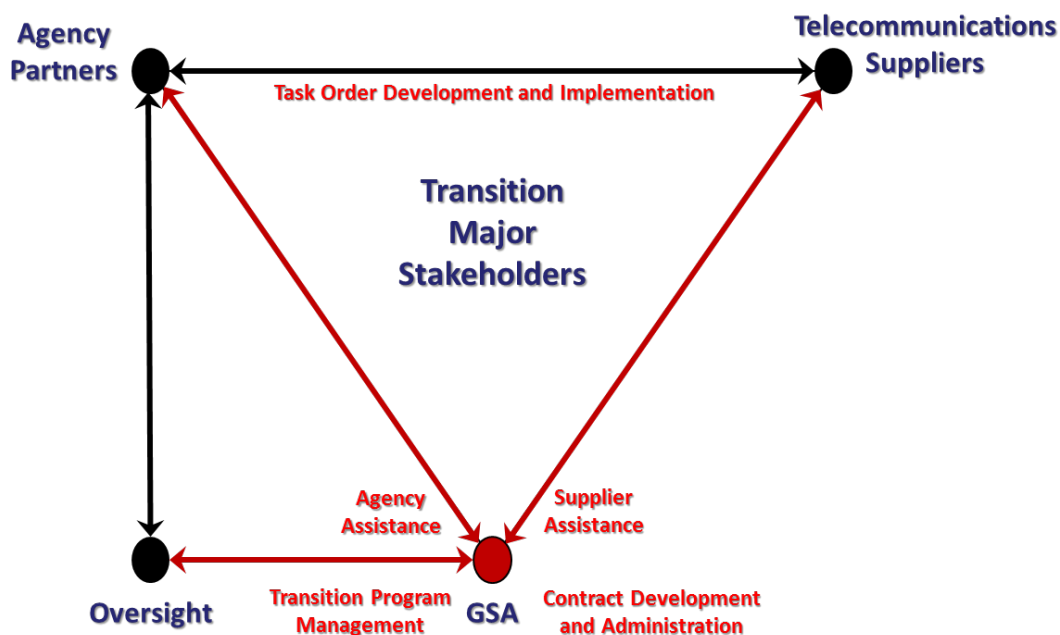 Agency
Partners
Telecommunications
Suppliers
Task Order Development and Implementation
Transition
Major
Stakeholders
Agency
Assistance
Supplier
Assistance
Oversight
Transition Program
Management
GSA
Contract Development
and Administration